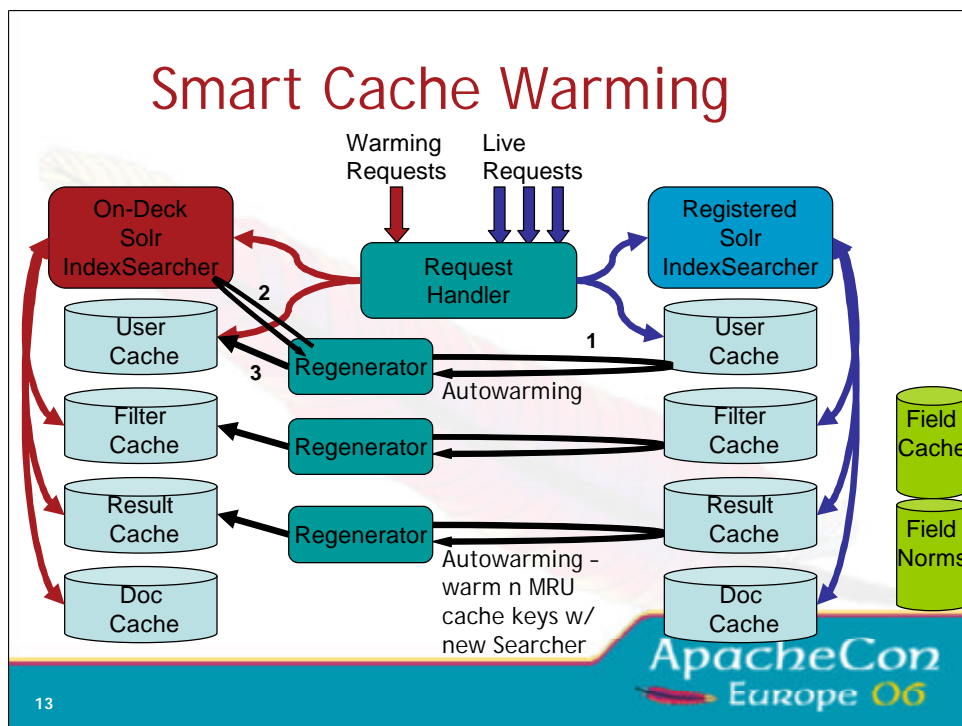 Smart Cache Warming
Warming
Requests
Live
Requests
On-Deck
Solr
IndexSearcher
Request
Handler
Registered
Solr
IndexSearcher
2
1
3
User
Cache
Regenerator
Autowarming
User
Cache
Filter
Cache
Regenerator
Filter
Cache
Field
Cache
Result
Cache
Regenerator
Result
Cache
Field
Norms
Autowarming –
warm n MRU
cache keys w/
new Searcher
Doc
Cache
Doc
Cache
ApacheCon
Europe 06
13